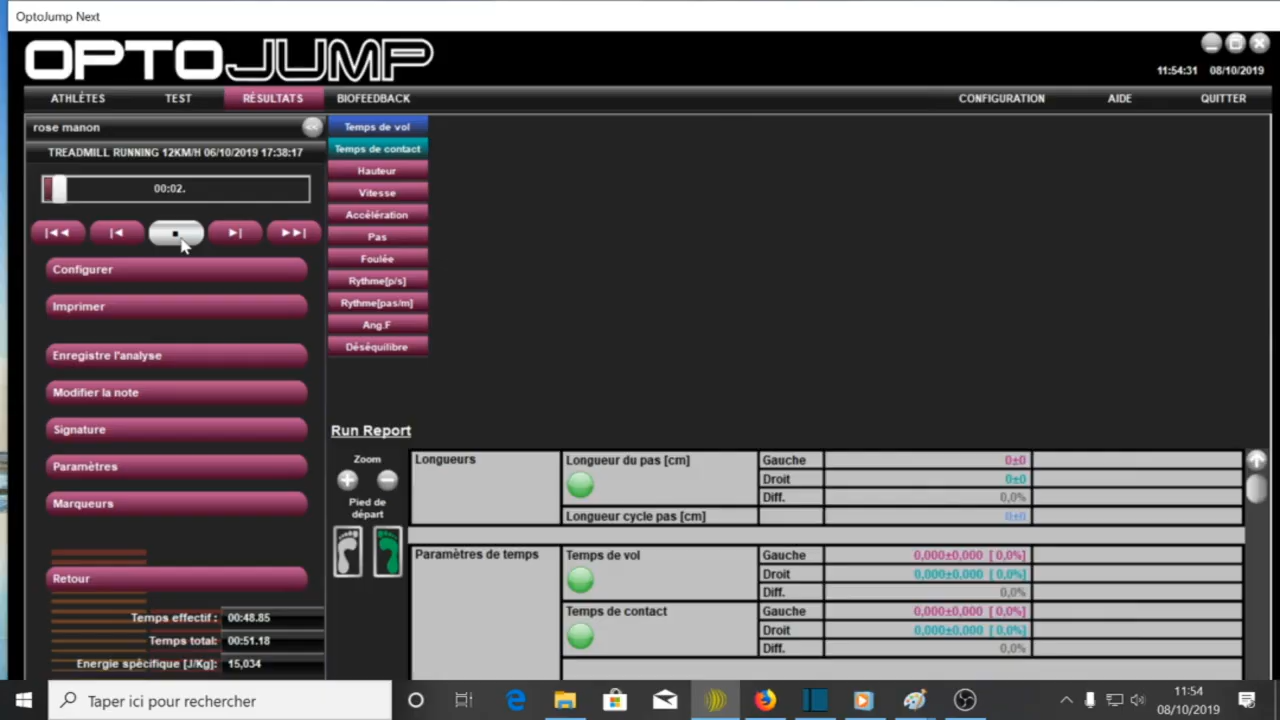 OptoJump Next
OPTOJUMP
11:54:31 08/10/2019
ATHLÈTES TEST RÉSULTATS BIOFEEDBACK CONFIGURATION AIDE QUITTER
rose manon
<<
TREADMILL RUNNING 12KM/H 06/10/2019 17:38:17
00:02.
Configurer
Imprimer
Enregistre l'analyse
Modifier la note
Signature
Paramètres
Marqueurs
Retour
Temps effectif : 00:48.85
Temps total: 00:51.18
Energie spécifique [J/Kg]: 15,034
Temps de vol
Temps de contact
Hauteur
Vitesse
Accélération
Pas
Foulée
Rythme[p/s]
Rythme[pas/m]
Ang.F
Déséquilibre
Run Report
Zoom
Pied de
départ
Longueurs
Longueur du pas [cm]
Gauche 0±0
Droit 0±0
Diff. 0,0%
Longueur cycle pas [cm] 0±0
Paramètres de temps
Temps de vol
Gauche 0,000±0,000 [ 0,0%]
Droit 0,000±0,000 [ 0,0%]
Diff. 0,0%
Temps de contact
Gauche 0,000±0,000 [ 0,0%]
Droit 0,000±0,000 [ 0,0%]
Diff. 0,0%
Taper ici pour rechercher
11:54
08/10/2019